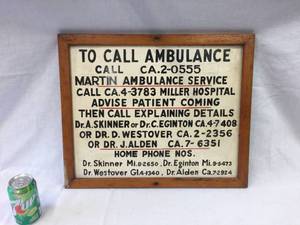 TO CALL AMBULANCE
CALL CA.2-0555
MARTIN AMBULANCE SERVICE
CALL CA.4-3783 MILLER HOSPITAL
ADVISE PATIENT COMING
THEN CALL EXPLAINING DETAILS
Dr.A.SKINNER or Dr.C.EGINTON CA.4-7408
OR DR.D.WESTOVER CA.2-2356
OR DR.J.ALDEN CA.7-6351
HOME PHONE NOS.
Dr.Skinner Mi.9-2650, Dr.Eginton Mi.9-5473
Dr.Westover Gl.4-1340, Dr.Alden Ca.7-2924